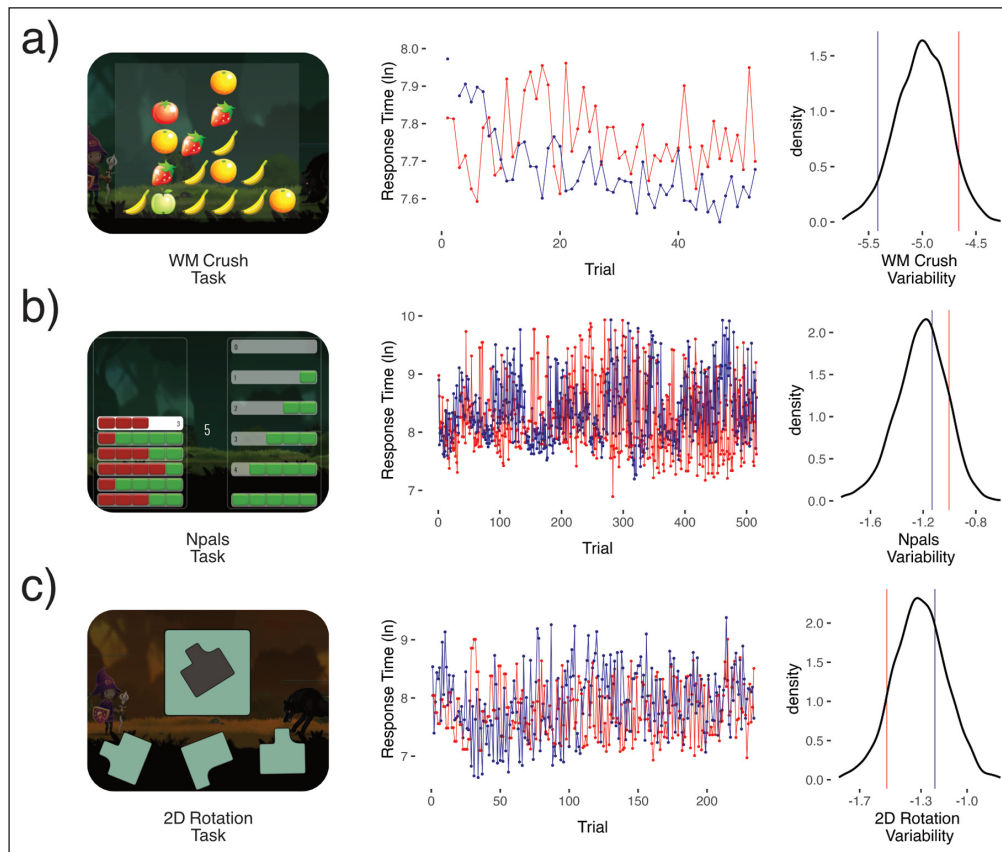 a)
WM Crush
Task
Response Time (ln)
8.0
7.9
7.8
7.7
7.6
0
20
40
Trial
density
1.5
1.0
0.5
0.0
-5.5
-5.0
-4.5
WM Crush
Variability
b)
0
1
2
3
4
3
5
Npals
Task
Response Time (ln)
10
9
8
7
0
100
200
300
400
500
Trial
density
2.0
1.5
1.0
0.5
0.0
-1.6
-1.2
-0.8
Npals
Variability
c)
2D Rotation
Task
Response Time (ln)
9
8
7
0
50
100
150
200
Trial
density
2.0
1.5
1.0
0.5
0.0
-1.7
-1.3
-1.0
2D Rotation
Variability